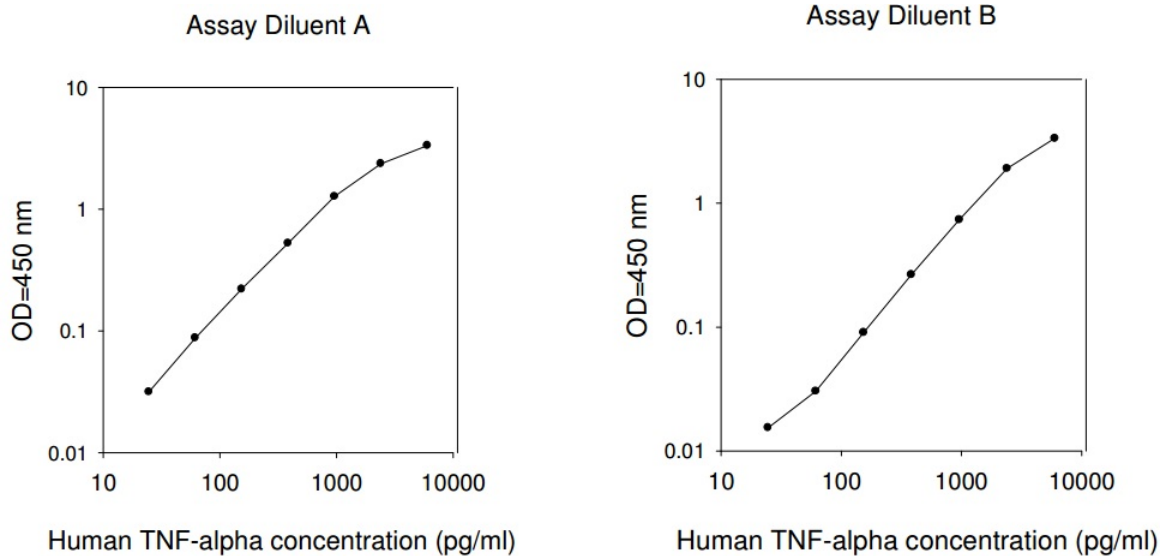 Assay Diluent A
10
1
0.1
0.01
10 100 1000 10000
OD=450 nm
Human TNF-alpha concentration (pg/ml)
Assay Diluent B
10
1
0.1
0.01
10 100 1000 10000
OD=450 nm
Human TNF-alpha concentration (pg/ml)